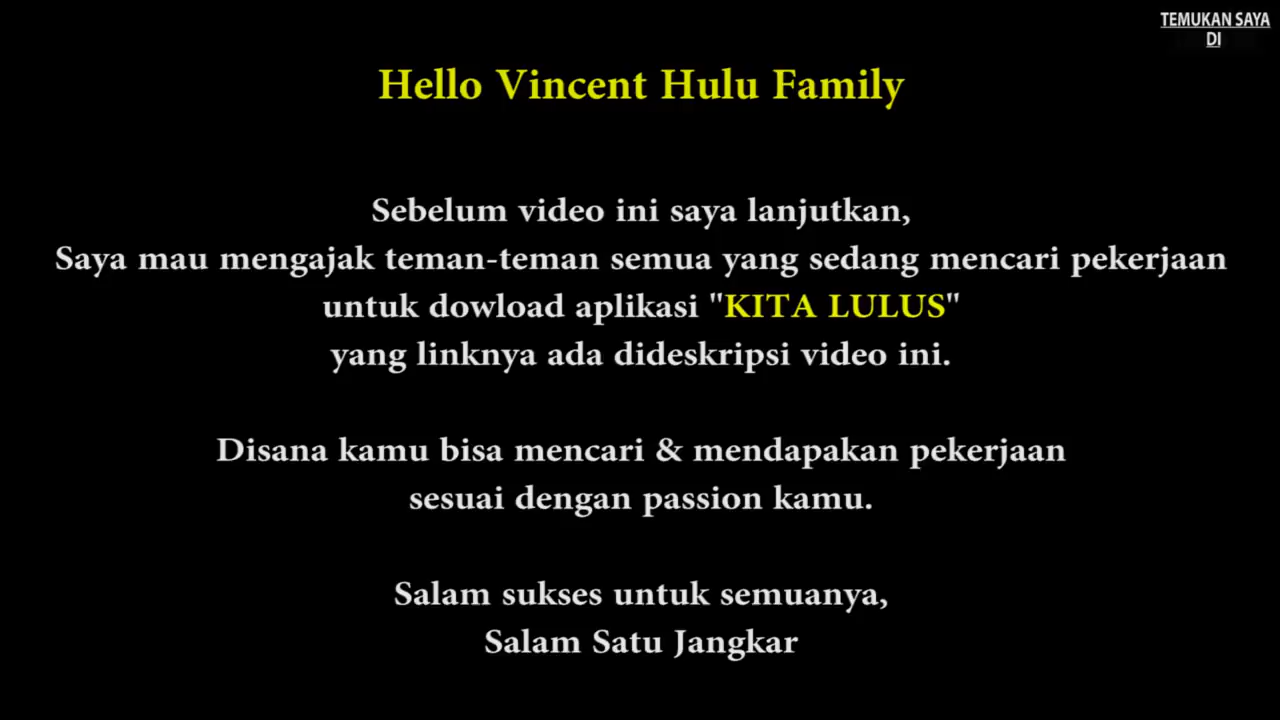 TEMUKAN SAYA
DI
Hello Vincent Hulu Family
Sebelum video ini saya lanjutkan,
Saya mau mengajak teman-teman semua yang sedang mencari pekerjaan
untuk dowload aplikasi "KITA LULUS"
yang linknya ada dideskripsi video ini.
Disana kamu bisa mencari & mendapakan pekerjaan
sesuai dengan passion kamu.
Salam sukses untuk semuanya,
Salam Satu Jangkar